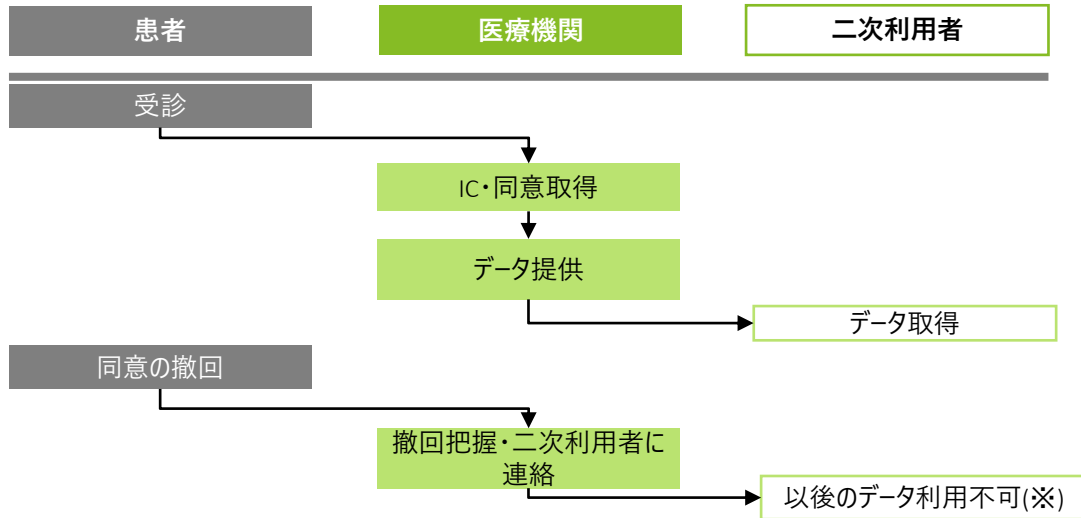 患者
医療機関
二次利用者
受診
IC・同意取得
データ提供
データ取得
同意の撤回
撤回把握・二次利用者に
連絡
以後のデータ利用不可(※)